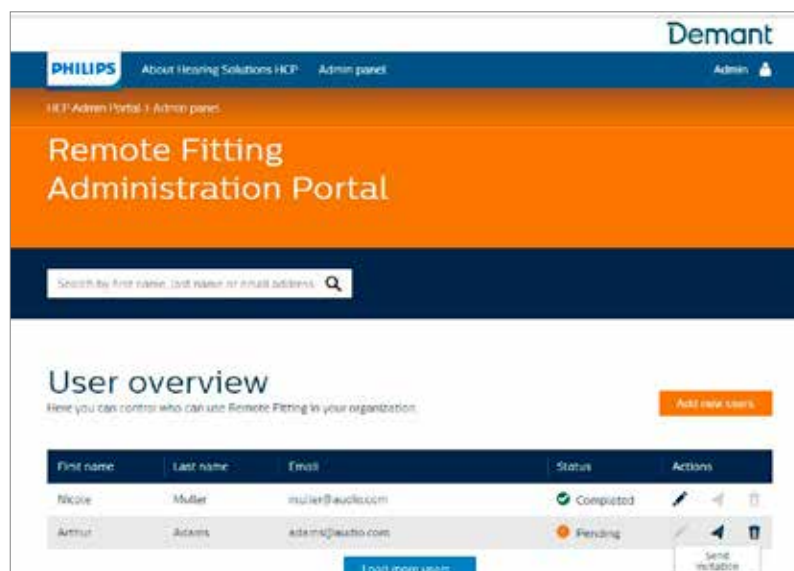 Demant
PHILIPS About Hearing Solutions HCP Admin panel Admin
HCP Admin Portal > Admin panel
Remote Fitting
Administration Portal
Search by first name, last name or email address
User overview
Here you can control who can use Remote Fitting in your organization.
Add new users
First name Last name Email Status Actions
Nicole Muller muller@audio.com Completed
Arthur Adams adams@audio.com Pending
Load more users
Send
invitation